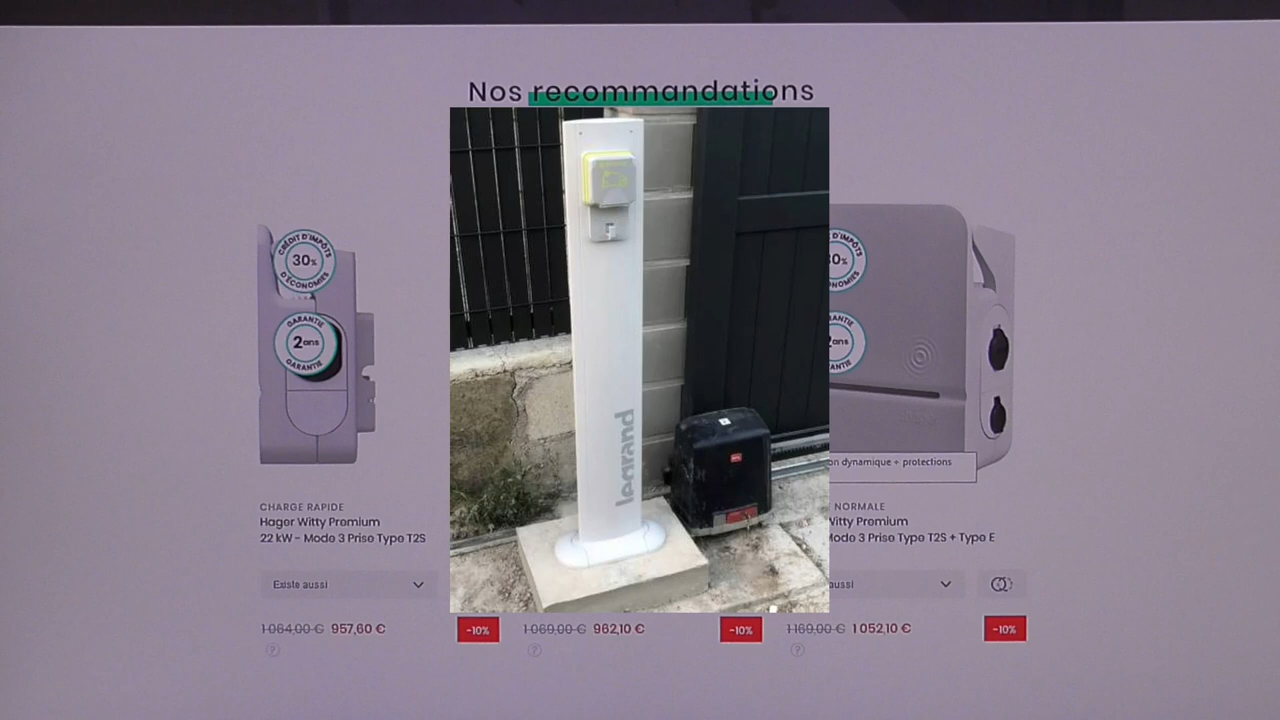 Nos recommandations
CRÉDIT D'IMPÔTS
30%
D'ÉCONOMIES
GARANTIE
2 ans
GARANTIE
legrand
30%
ans
on dynamique + protections
CHARGE RAPIDE
Hager Witty Premium
22 kW - Mode 3 Prise Type T2S
Existe aussi
1 064,00 € 957,60 €
-10%
?
1 069,00 € 962,10 €
-10%
?
NORMALE
Witty Premium
Mode 3 Prise Type T2S + Type E
aussi
1 169,00 € 1 052,10 €
-10%
?